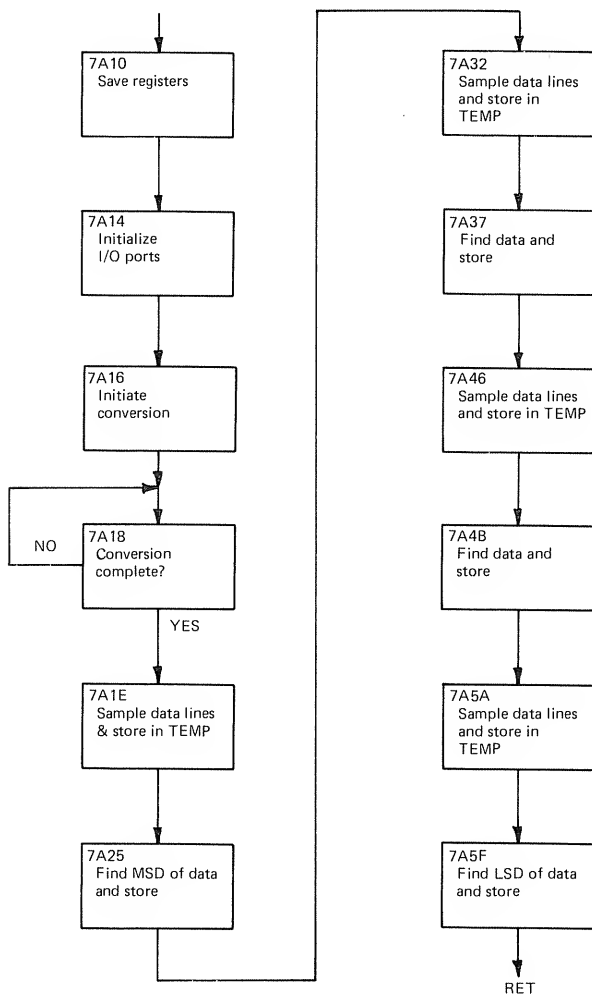 7A10
Save registers
7A14
Initialize
I/O ports
7A16
Initiate
conversion
NO
7A18
Conversion
complete?
YES
7A1E
Sample data lines
& store in TEMP
7A25
Find MSD of data
and store
7A32
Sample data lines
and store in
TEMP
7A37
Find data and
store
7A46
Sample data lines
and store in TEMP
7A4B
Find data and
store
7A5A
Sample data lines
and store in
TEMP
7A5F
Find LSD of data
and store
RET